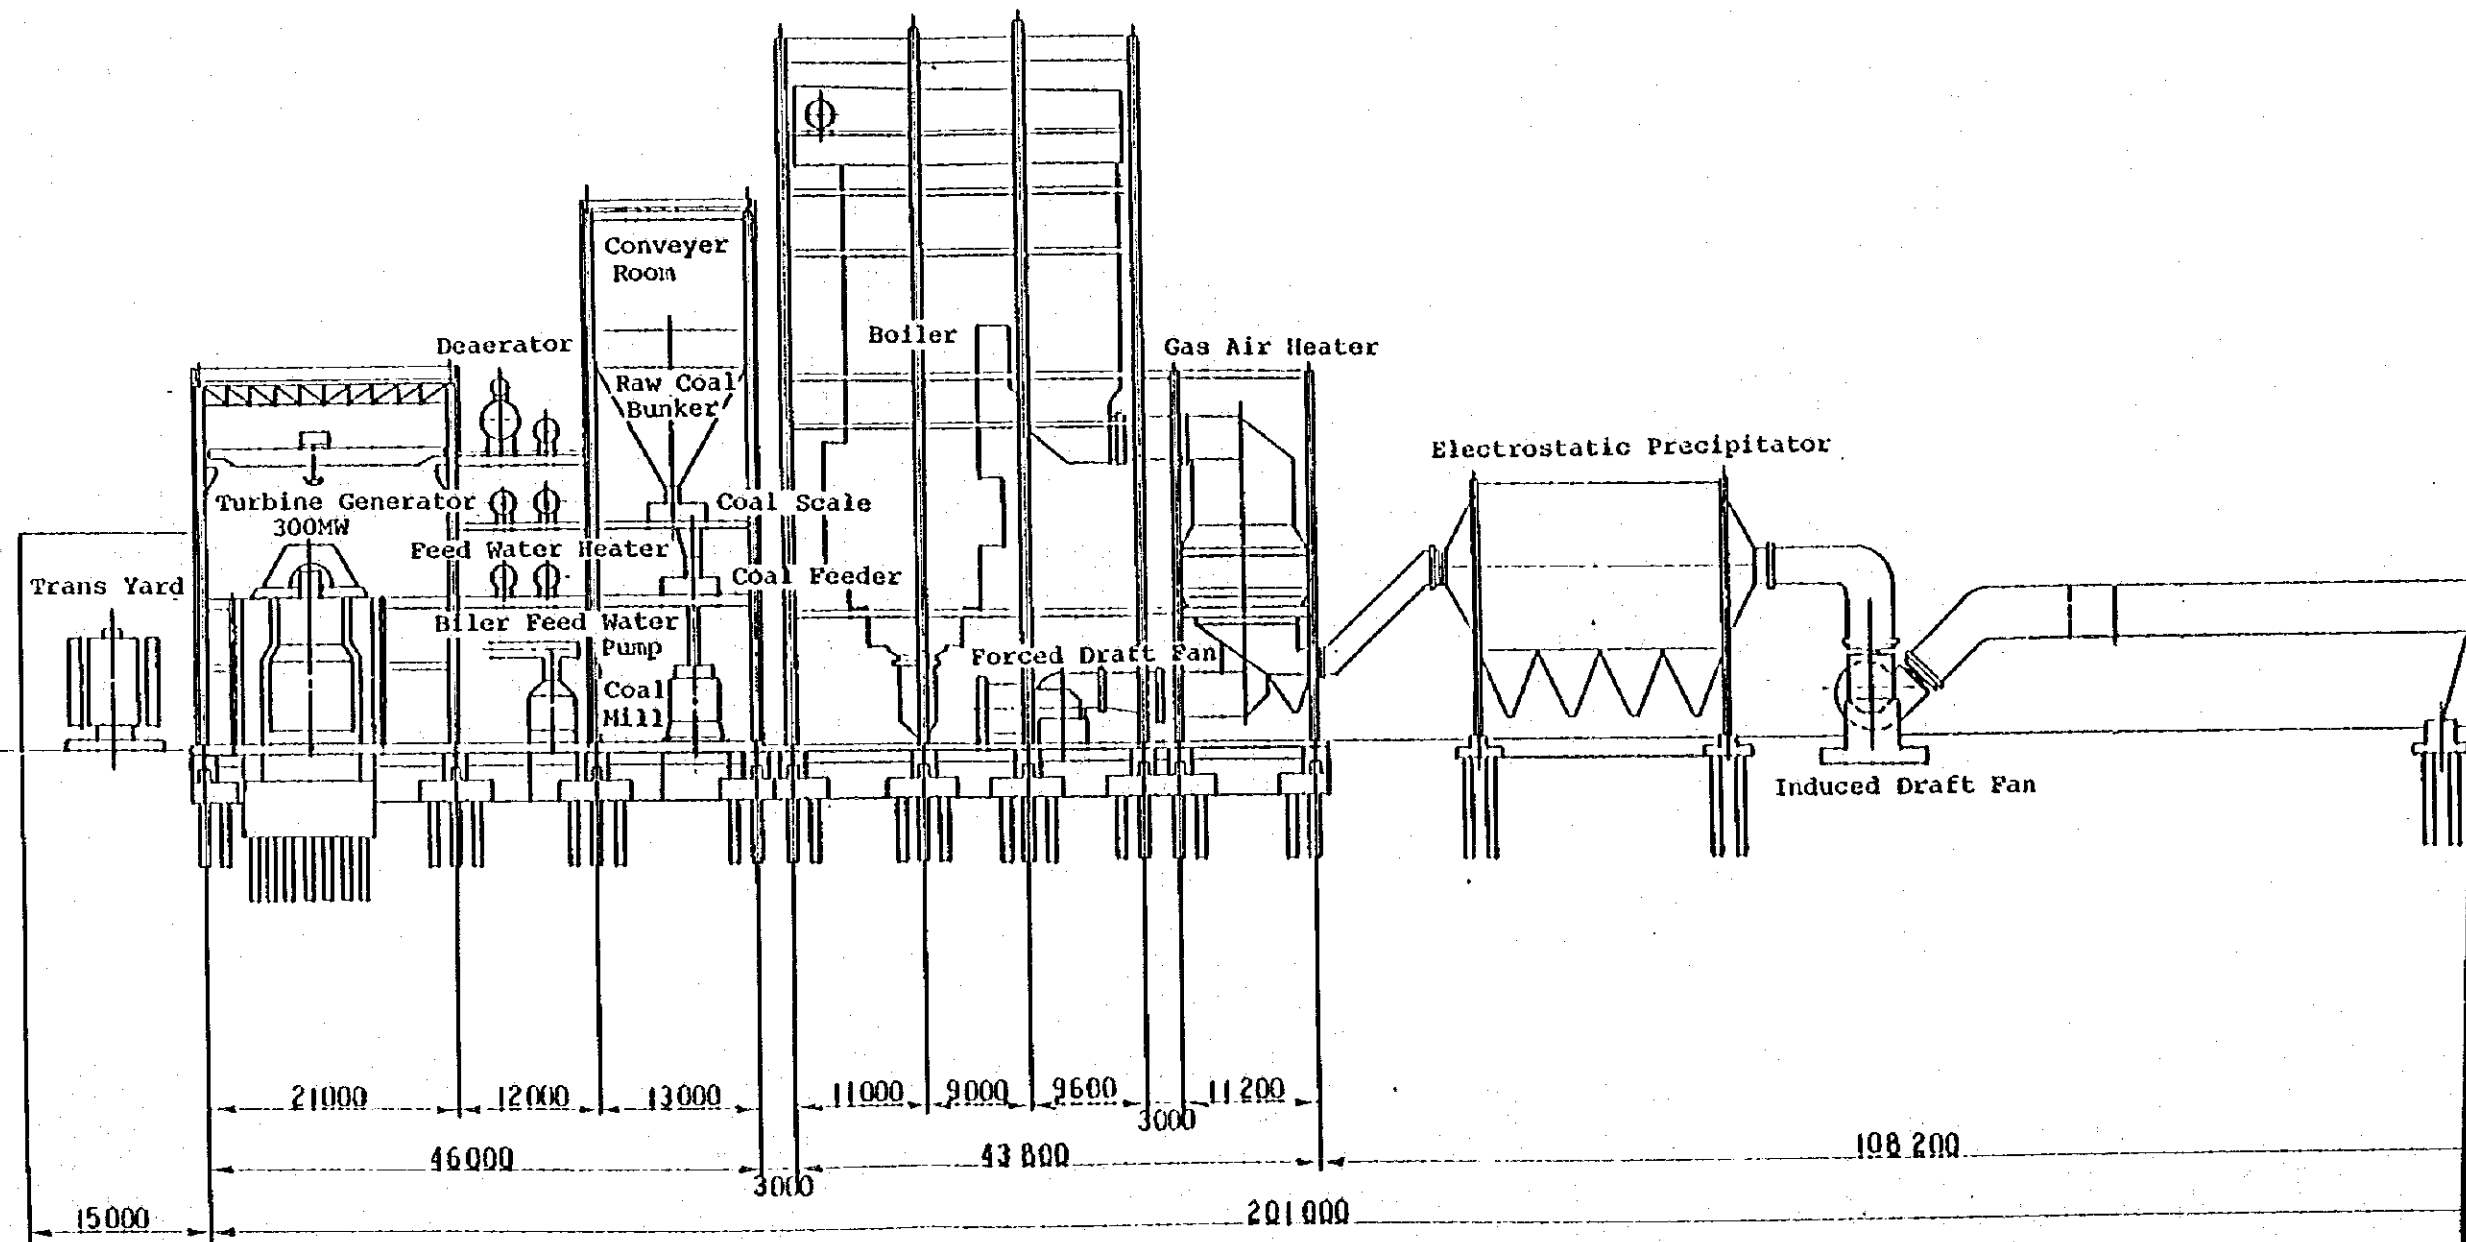 Conveyer
Room
Boiler
Deaerator
Gas Air Heater
Raw Coal
Bunker
Electrostatic Precipitator
Turbine Generator
300MW
Coal Scale
Feed Water Heater
Coal Feeder
Trans Yard
Biler Feed Water
Pump
Forced Draft Fan
Coal
Mill
Induced Draft Fan
21000
12000
13000
11000
9000
9600
3000
11200
46000
3000
43800
108200
15000
201000